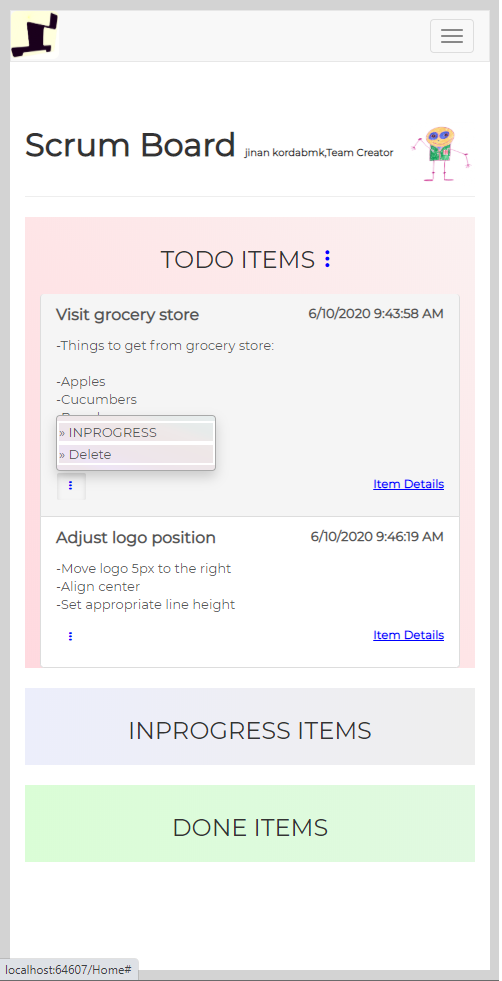 Scrum Board jinan kordabmk,Team Creator
TODO ITEMS
Visit grocery store 6/10/2020 9:43:58 AM
-Things to get from grocery store:
-Apples
-Cucumbers
» INPROGRESS
» Delete
Item Details
Adjust logo position 6/10/2020 9:46:19 AM
-Move logo 5px to the right
-Align center
-Set appropriate line height
Item Details
INPROGRESS ITEMS
DONE ITEMS
localhost:64607/Home#